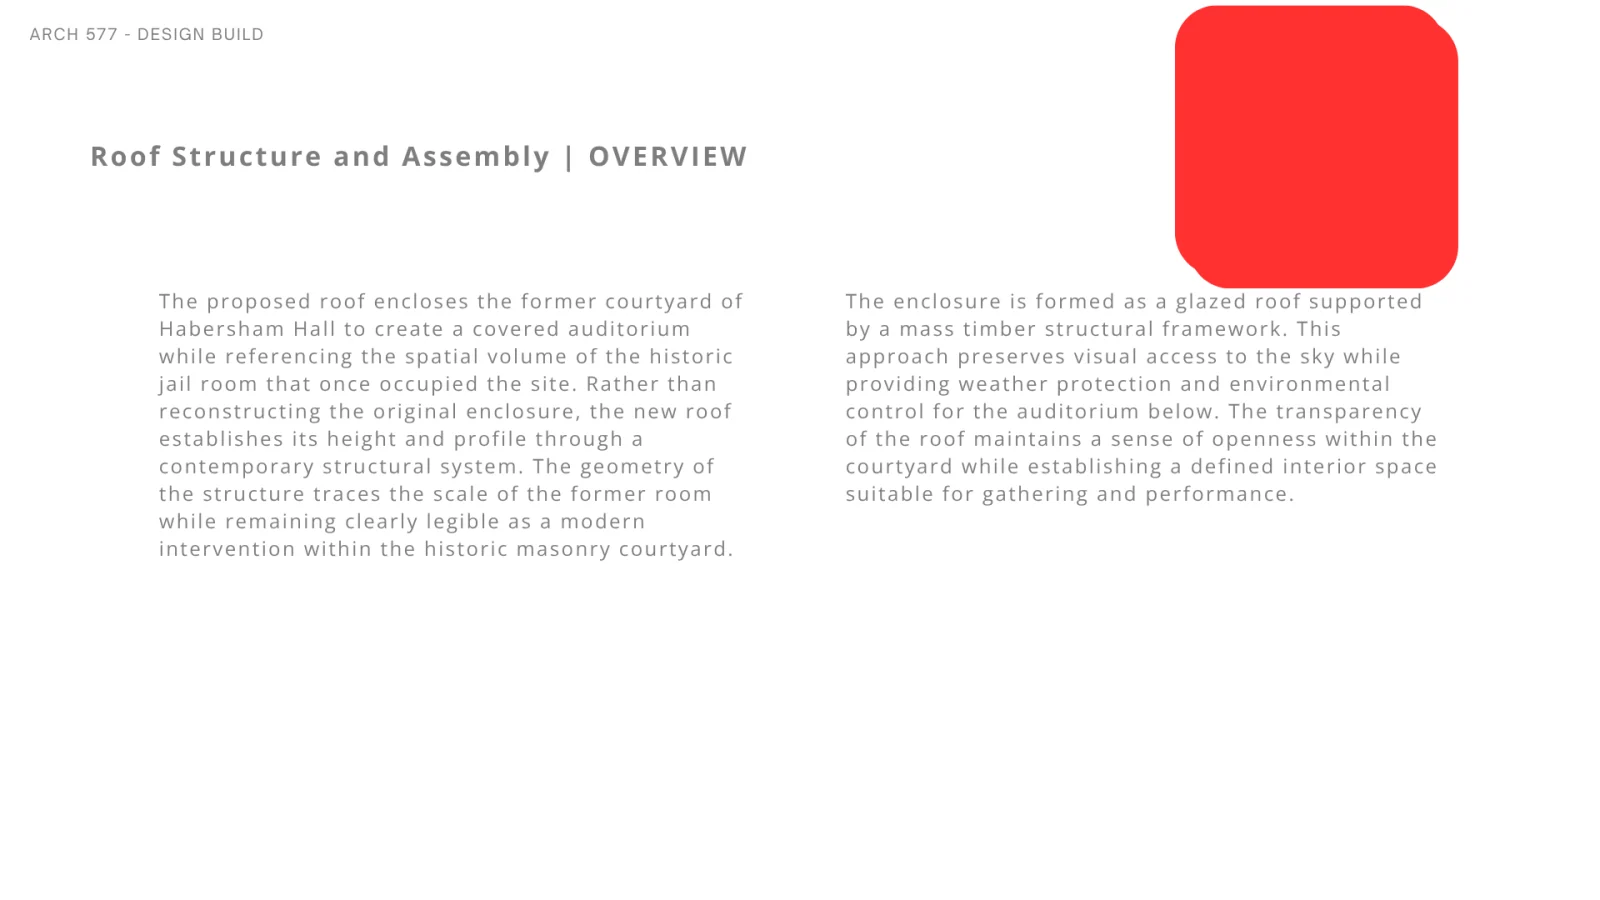 ARCH 577 - DESIGN BUILD
Roof Structure and Assembly | OVERVIEW
The proposed roof encloses the former courtyard of
Habersham Hall to create a covered auditorium
while referencing the spatial volume of the historic
jail room that once occupied the site. Rather than
reconstructing the original enclosure, the new roof
establishes its height and profile through a
contemporary structural system. The geometry of
the structure traces the scale of the former room
while remaining clearly legible as a modern
intervention within the historic masonry courtyard.
The enclosure is formed as a glazed roof supported
by a mass timber structural framework. This
approach preserves visual access to the sky while
providing weather protection and environmental
control for the auditorium below. The transparency
of the roof maintains a sense of openness within the
courtyard while establishing a defined interior space
suitable for gathering and performance.